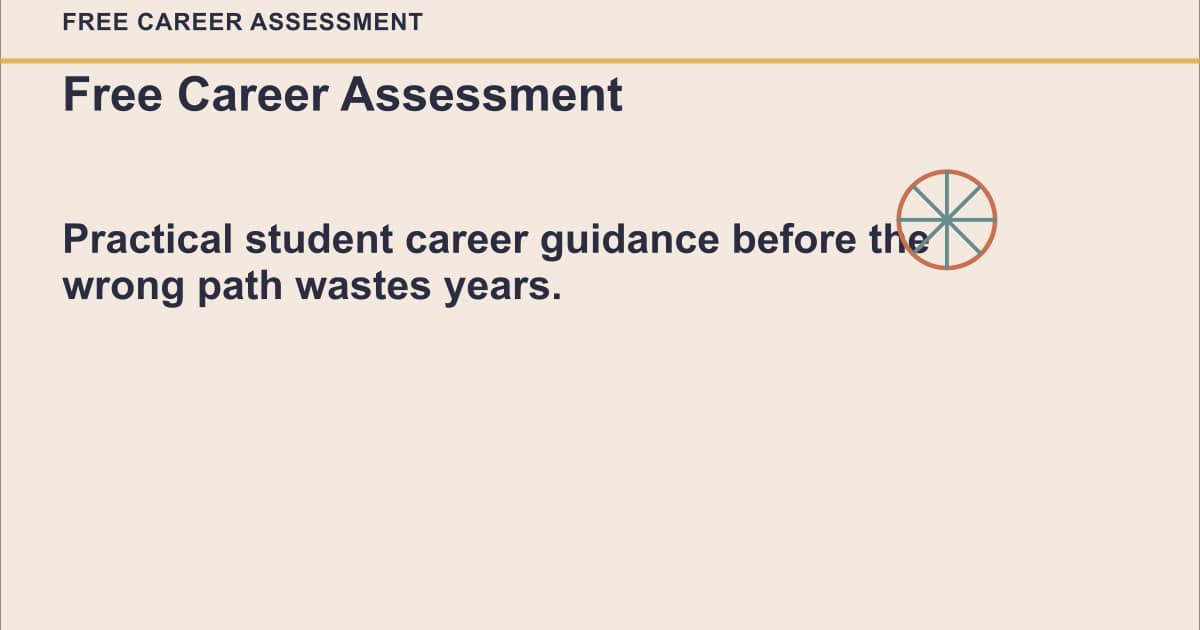 FREE CAREER ASSESSMENT
Free Career Assessment
Practical student career guidance before the
wrong path wastes years.